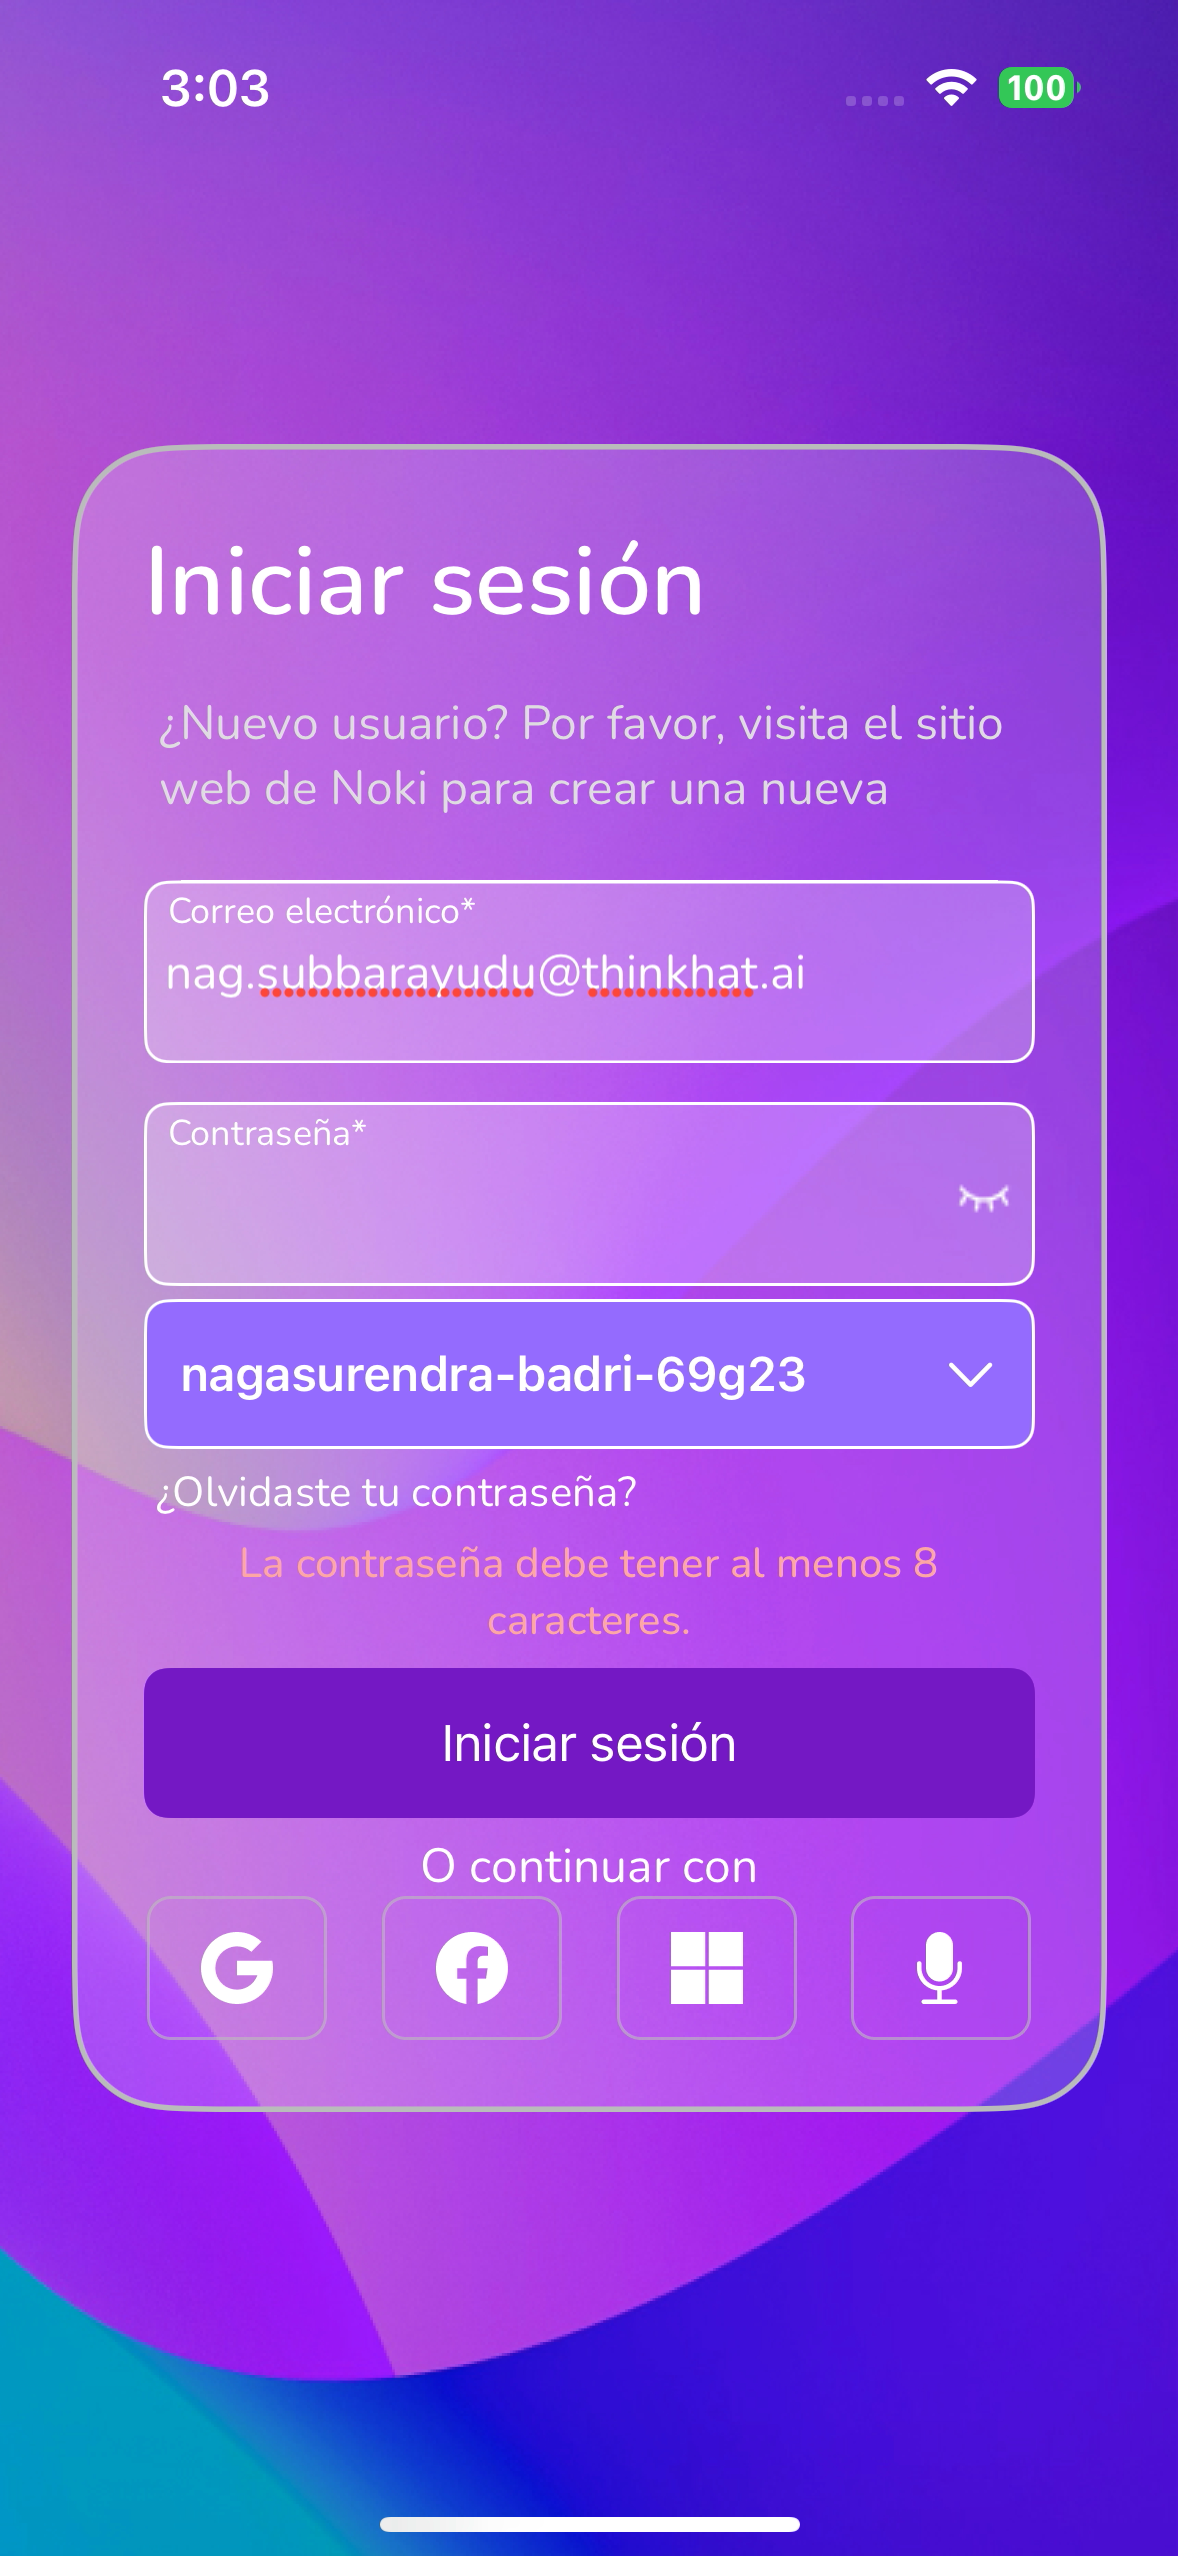 3:03
100
Iniciar sesión
¿Nuevo usuario? Por favor, visita el sitio
web de Noki para crear una nueva
Correo electrónico*
nag.subbarayudu@thinkhat.ai
Contraseña*
nagasurendra-badri-69g23
¿Olvidaste tu contraseña?
La contraseña debe tener al menos 8
caracteres.
Iniciar sesión
O continuar con